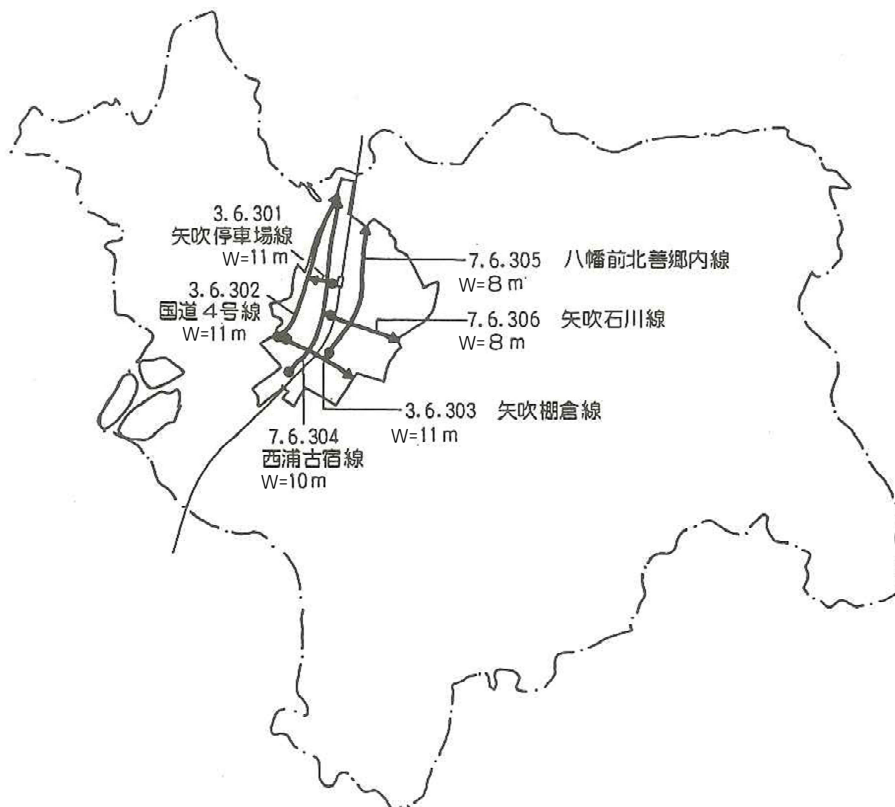 3.6.301
矢吹停車場線
W=11m
3.6.302
国道4号線
W=11m
7.6.305 八幡前北善郷内線
W=8m
7.6.306 矢吹石川線
W=8m
3.6.303 矢吹棚倉線
W=11m
7.6.304
西浦古宿線
W=10m